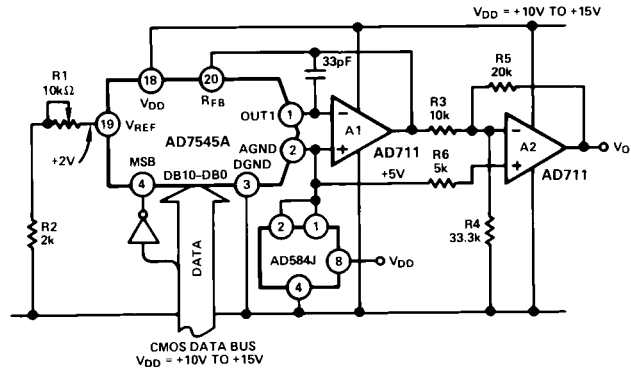 VDD = +10V TO +15V
R1
10kΩ
18
VDD
20
RFB
33pF
R5
20k
19
VREF
+2V
OUT1
1
AD7545A
AGND
2
MSB
4
DB10–DB0
DGND
3
–
+
A1
AD711
R3
10k
–
+
A2
AD711
VO
+5V
R6
5k
R4
33.3k
R2
2k
DATA
2
1
AD584J
8
VDD
4
CMOS DATA BUS
VDD = +10V TO +15V